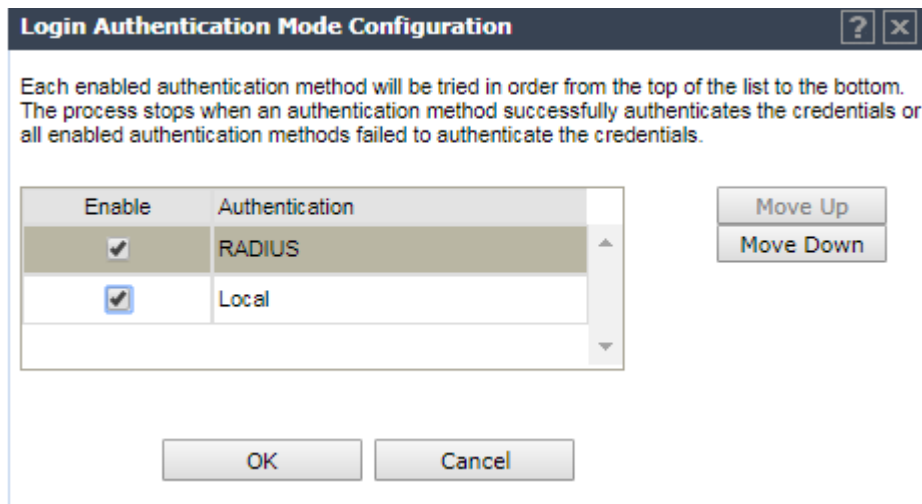 Login Authentication Mode Configuration
Each enabled authentication method will be tried in order from the top of the list to the bottom.
The process stops when an authentication method successfully authenticates the credentials or
all enabled authentication methods failed to authenticate the credentials.
Enable Authentication
RADIUS
Local
Move Up
Move Down
OK Cancel